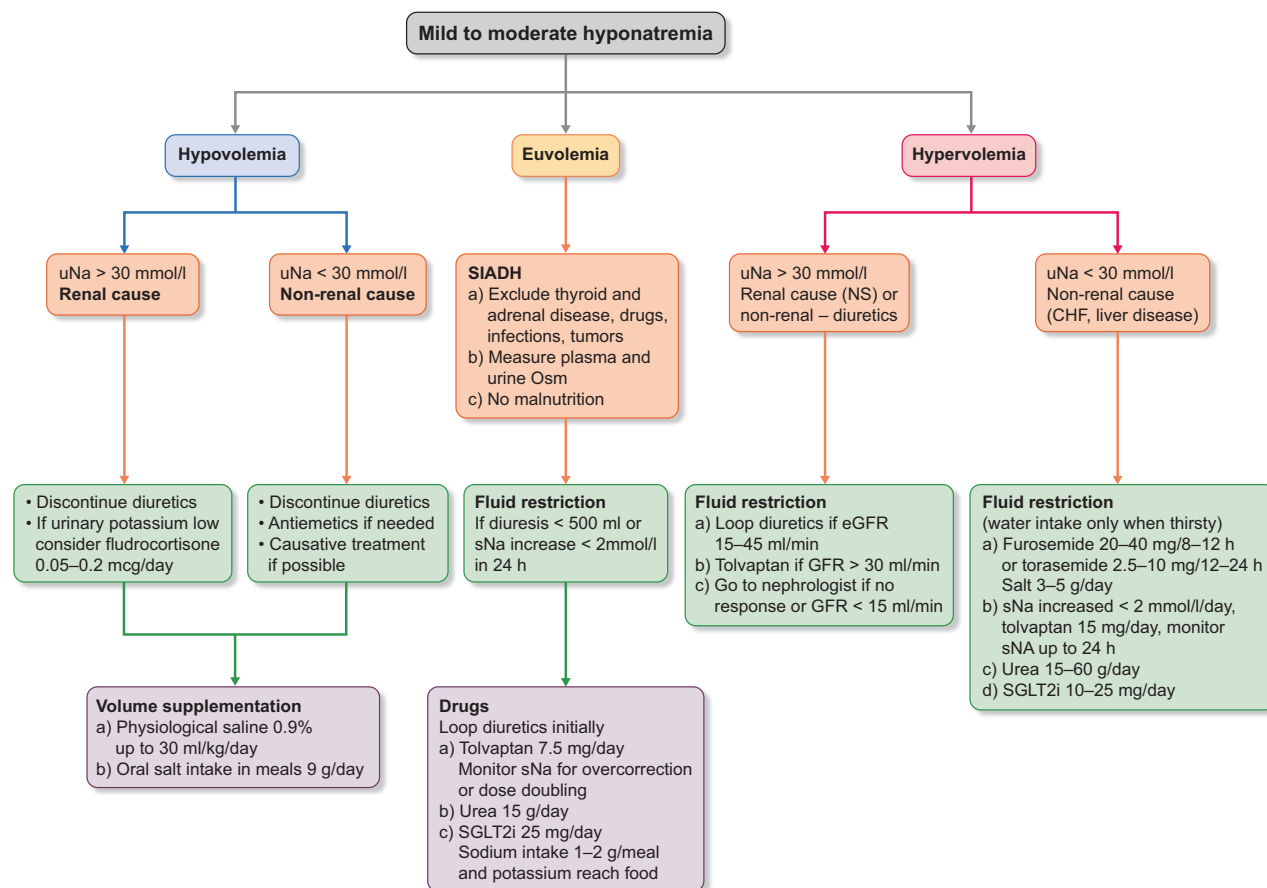 Mild to moderate hyponatremia
Hypovolemia
Euvolemia
Hypervolemia
uNa > 30 mmol/l
Renal cause
uNa < 30 mmol/l
Non-renal cause
SIADH
a) Exclude thyroid and
adrenal disease, drugs,
infections, tumors
b) Measure plasma and
urine Osm
c) No malnutrition
uNa > 30 mmol/l
Renal cause (NS) or
non-renal – diuretics
uNa < 30 mmol/l
Non-renal cause
(CHF, liver disease)
• Discontinue diuretics
• If urinary potassium low
consider fludrocortisone
0.05–0.2 mcg/day
• Discontinue diuretics
• Antiemetics if needed
• Causative treatment
if possible
Fluid restriction
If diuresis < 500 ml or
sNa increase < 2mmol/l
in 24 h
Fluid restriction
a) Loop diuretics if eGFR
15–45 ml/min
b) Tolvaptan if GFR > 30 ml/min
c) Go to nephrologist if no
response or GFR < 15 ml/min
Fluid restriction
(water intake only when thirsty)
a) Furosemide 20–40 mg/8–12 h
or torasemide 2.5–10 mg/12–24 h
Salt 3–5 g/day
b) sNa increased < 2 mmol/l/day,
tolvaptan 15 mg/day, monitor
sNA up to 24 h
c) Urea 15–60 g/day
d) SGLT2i 10–25 mg/day
Volume supplementation
a) Physiological saline 0.9%
up to 30 ml/kg/day
b) Oral salt intake in meals 9 g/day
Drugs
Loop diuretics initially
a) Tolvaptan 7.5 mg/day
Monitor sNa for overcorrection
or dose doubling
b) Urea 15 g/day
c) SGLT2i 25 mg/day
Sodium intake 1–2 g/meal
and potassium reach food